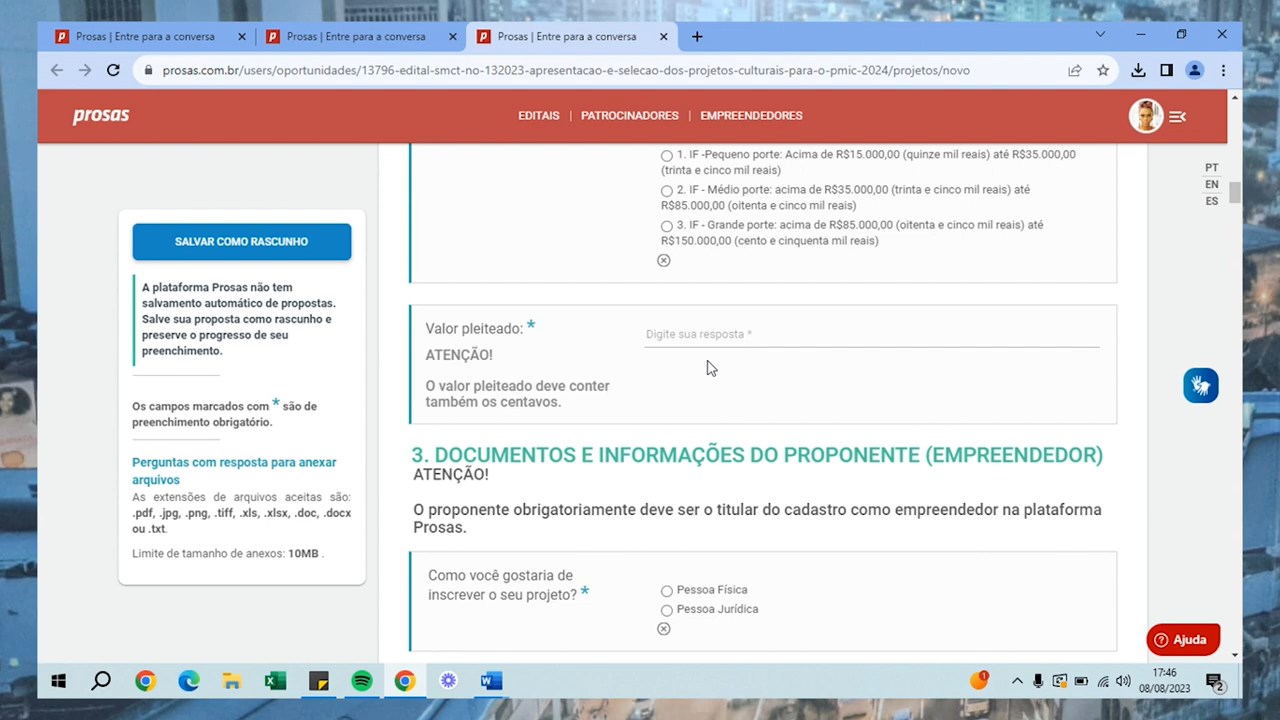 Prosas | Entre para a conversa
Prosas | Entre para a conversa
Prosas | Entre para a conversa
prosas.com.br/users/oportunidades/13796-edital-smct-no-132023-apresentacao-e-selecao-dos-projetos-culturais-para-o-pmic-2024/projetos/novo
prosas
EDITAIS | PATROCINADORES | EMPREENDEDORES
PT
EN
ES
SALVAR COMO RASCUNHO
A plataforma Prosas não tem
salvamento automático de propostas.
Salve sua proposta como rascunho e
preserve o progresso de seu
preenchimento.
Os campos marcados com * são de
preenchimento obrigatório.
Perguntas com resposta para anexar
arquivos
As extensões de arquivos aceitas são:
.pdf, .jpg, .png, .tiff, .xls, .xlsx, .doc, .docx
ou .txt.
Limite de tamanho de anexos: 10MB .
1. IF -Pequeno porte: Acima de R$15.000,00 (quinze mil reais) até R$35.000,00
(trinta e cinco mil reais)
2. IF - Médio porte: acima de R$35.000,00 (trinta e cinco mil reais) até
R$85.000,00 (oitenta e cinco mil reais)
3. IF - Grande porte: acima de R$85.000,00 (oitenta e cinco mil reais) até
R$150.000,00 (cento e cinquenta mil reais)
Valor pleiteado: *
Digite sua resposta *
ATENÇÃO!
O valor pleiteado deve conter
também os centavos.
3. DOCUMENTOS E INFORMAÇÕES DO PROPONENTE (EMPREENDEDOR)
ATENÇÃO!
O proponente obrigatoriamente deve ser o titular do cadastro como empreendedor na plataforma
Prosas.
Como você gostaria de
inscrever o seu projeto? *
Pessoa Física
Pessoa Jurídica
Ajuda
17:46
08/08/2023
1
2